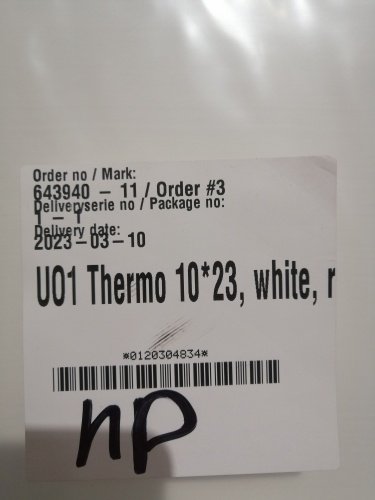 Order no / Mark:
643940 - 11 / Order #3
Deliveryserie no / Package no:
1 - 1
Delivery date:
2023-03-10
U01 Thermo 10*23, white, r
*0120304834*
np